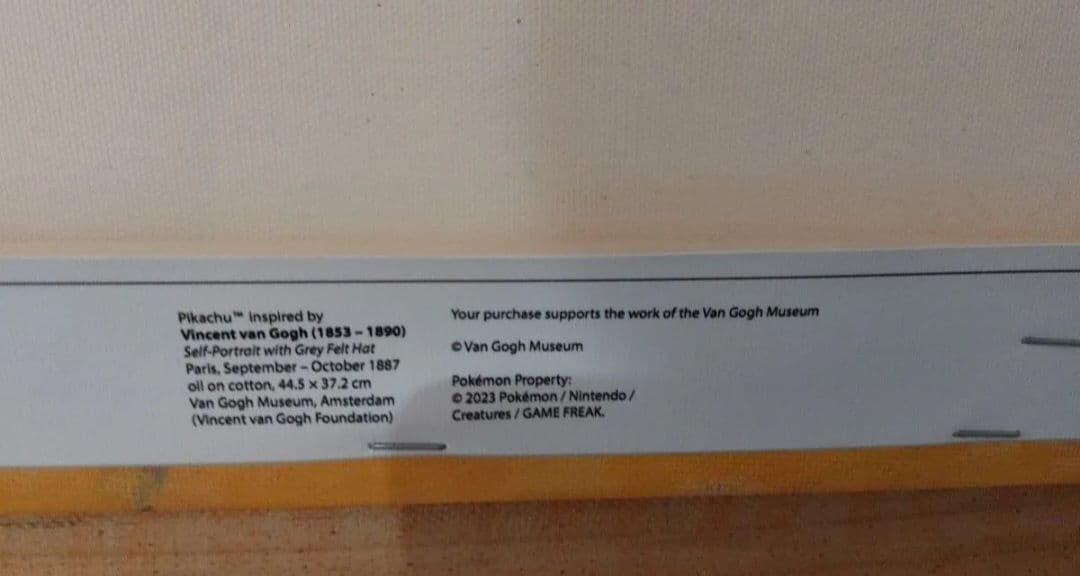 Pikachu™ inspired by
Vincent van Gogh (1853 – 1890)
Self-Portrait with Grey Felt Hat
Paris, September – October 1887
oil on cotton, 44.5 x 37.2 cm
Van Gogh Museum, Amsterdam
(Vincent van Gogh Foundation)
Your purchase supports the work of the Van Gogh Museum
© Van Gogh Museum
Pokémon Property:
© 2023 Pokémon / Nintendo /
Creatures / GAME FREAK.